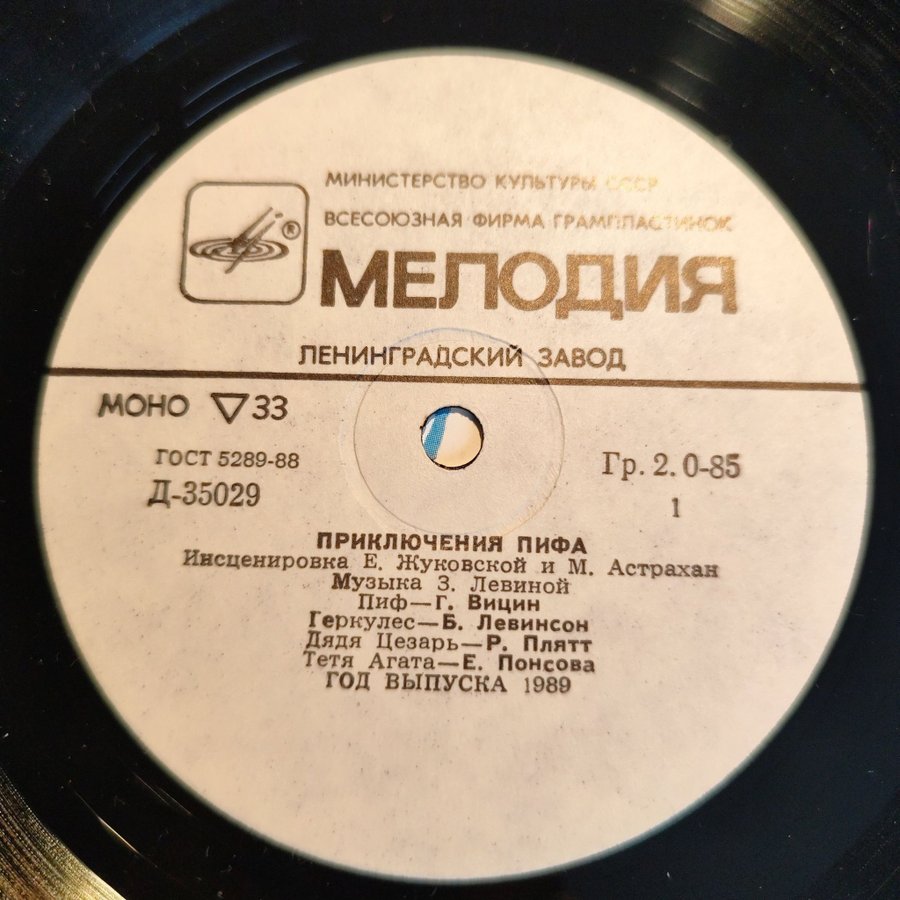 МИНИСТЕРСТВО КУЛЬТУРЫ СССР
ВСЕСОЮЗНАЯ ФИРМА ГРАМПЛАСТИНОК
®
МЕЛОДИЯ
ЛЕНИНГРАДСКИЙ ЗАВОД
МОНО ▽33
ГОСТ 5289-88
Д-35029
Гр. 2. 0-85
1
ПРИКЛЮЧЕНИЯ ПИФА
Инсценировка Е. Жуковской и М. Астрахан
Музыка З. Левиной
Пиф—Г. Вицин
Геркулес—Б. Левинсон
Дядя Цезарь—Р. Плятт
Тетя Агата—Е. Понсова
ГОД ВЫПУСКА 1989